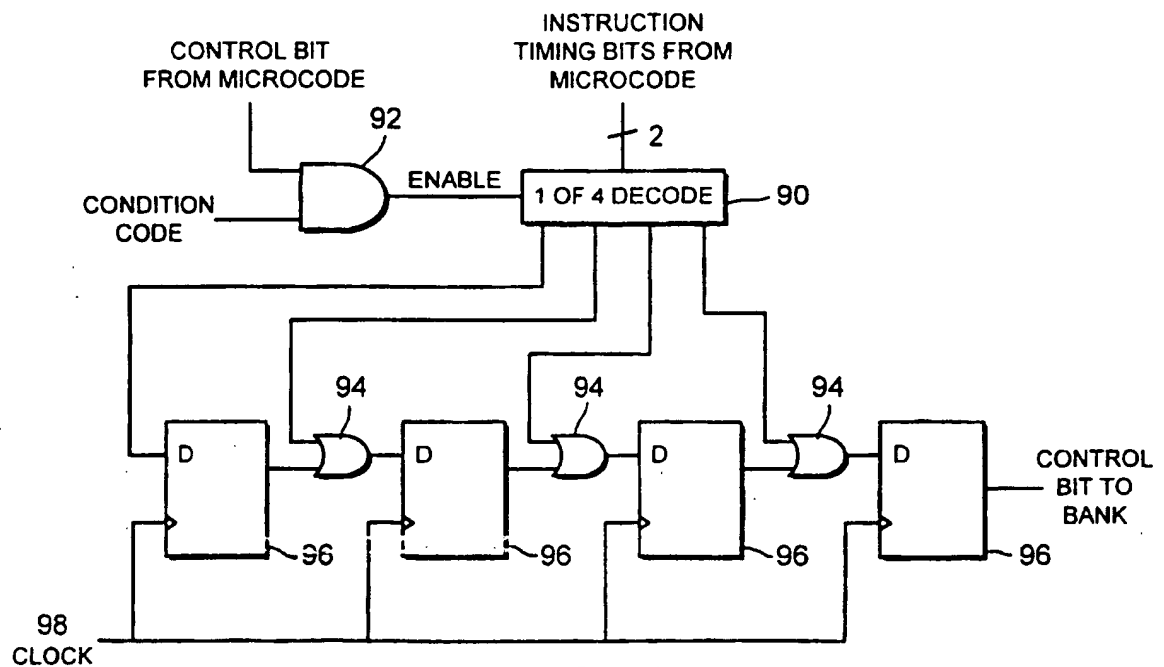 CONTROL BIT
FROM MICROCODE
INSTRUCTION
TIMING BITS FROM
MICROCODE
92
2
ENABLE
1 OF 4 DECODE
90
CONDITION
CODE
94
94
94
D
D
D
D
CONTROL
BIT TO
BANK
96
96
96
96
98
CLOCK